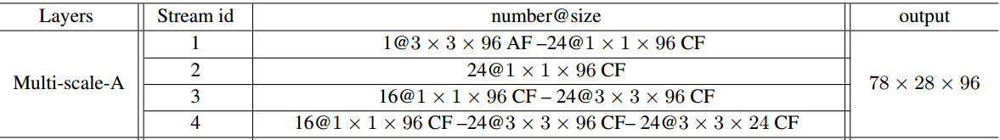 Layers Stream id number@size output
Multi-scale-A 1 1@3 × 3 × 96 AF –24@1 × 1 × 96 CF 78 × 28 × 96
2 24@1 × 1 × 96 CF
3 16@1 × 1 × 96 CF – 24@3 × 3 × 96 CF
4 16@1 × 1 × 96 CF –24@3 × 3 × 96 CF– 24@3 × 3 × 24 CF